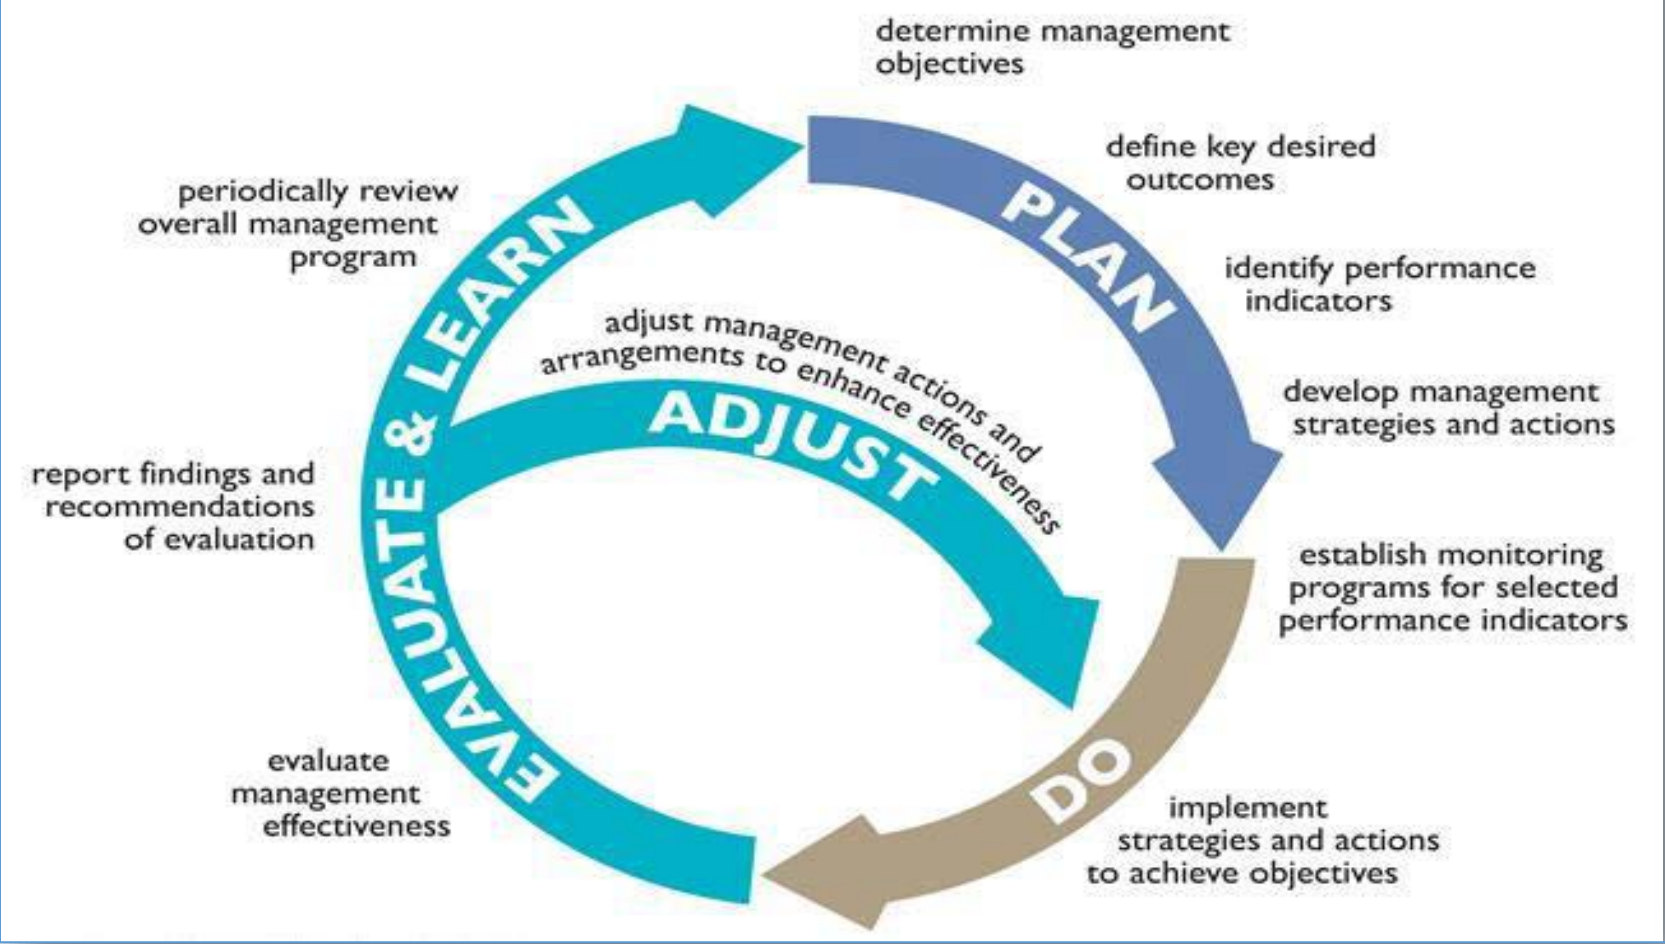 determine management
objectives
define key desired
outcomes
PLAN
identify performance
indicators
develop management
strategies and actions
establish monitoring
programs for selected
performance indicators
DO
implement
strategies and actions
to achieve objectives
evaluate
management
effectiveness
EVALUATE & LEARN
report findings and
recommendations
of evaluation
periodically review
overall management
program
adjust management actions and
arrangements to enhance effectiveness
ADJUST